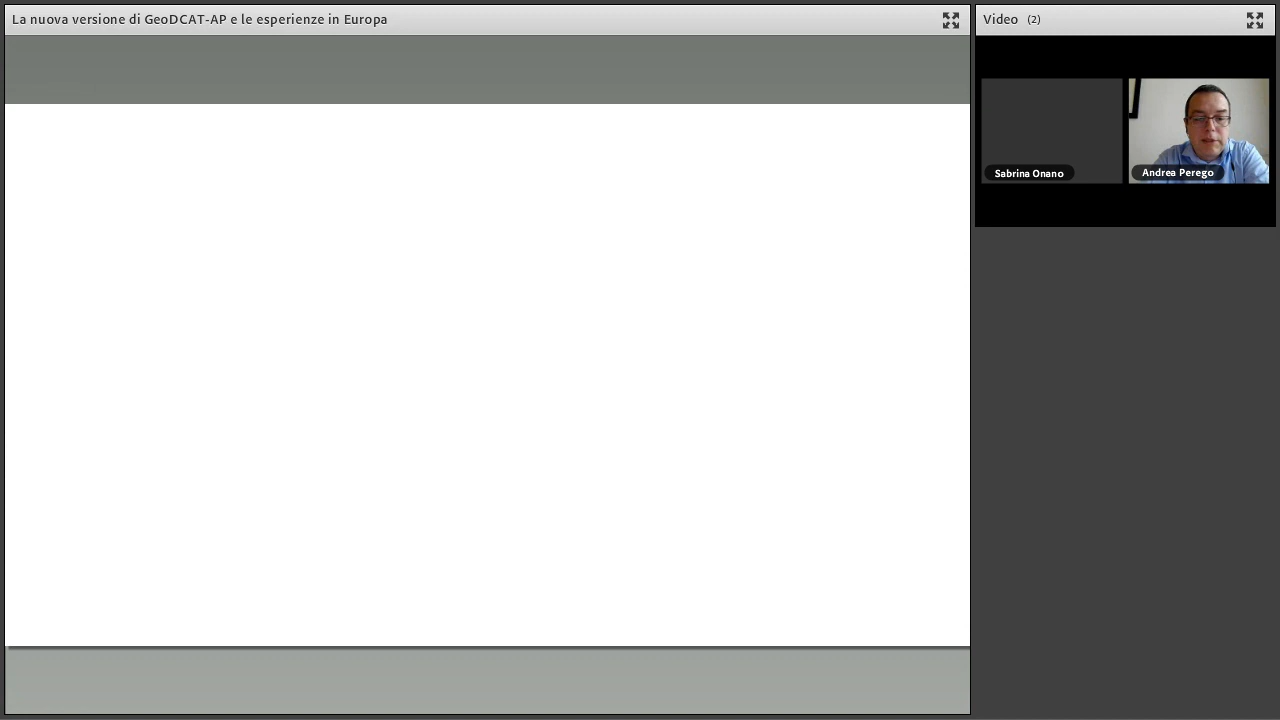 La nuova versione di GeoDCAT-AP e le esperienze in Europa
Video (2)
Sabrina Onano
Andrea Perego